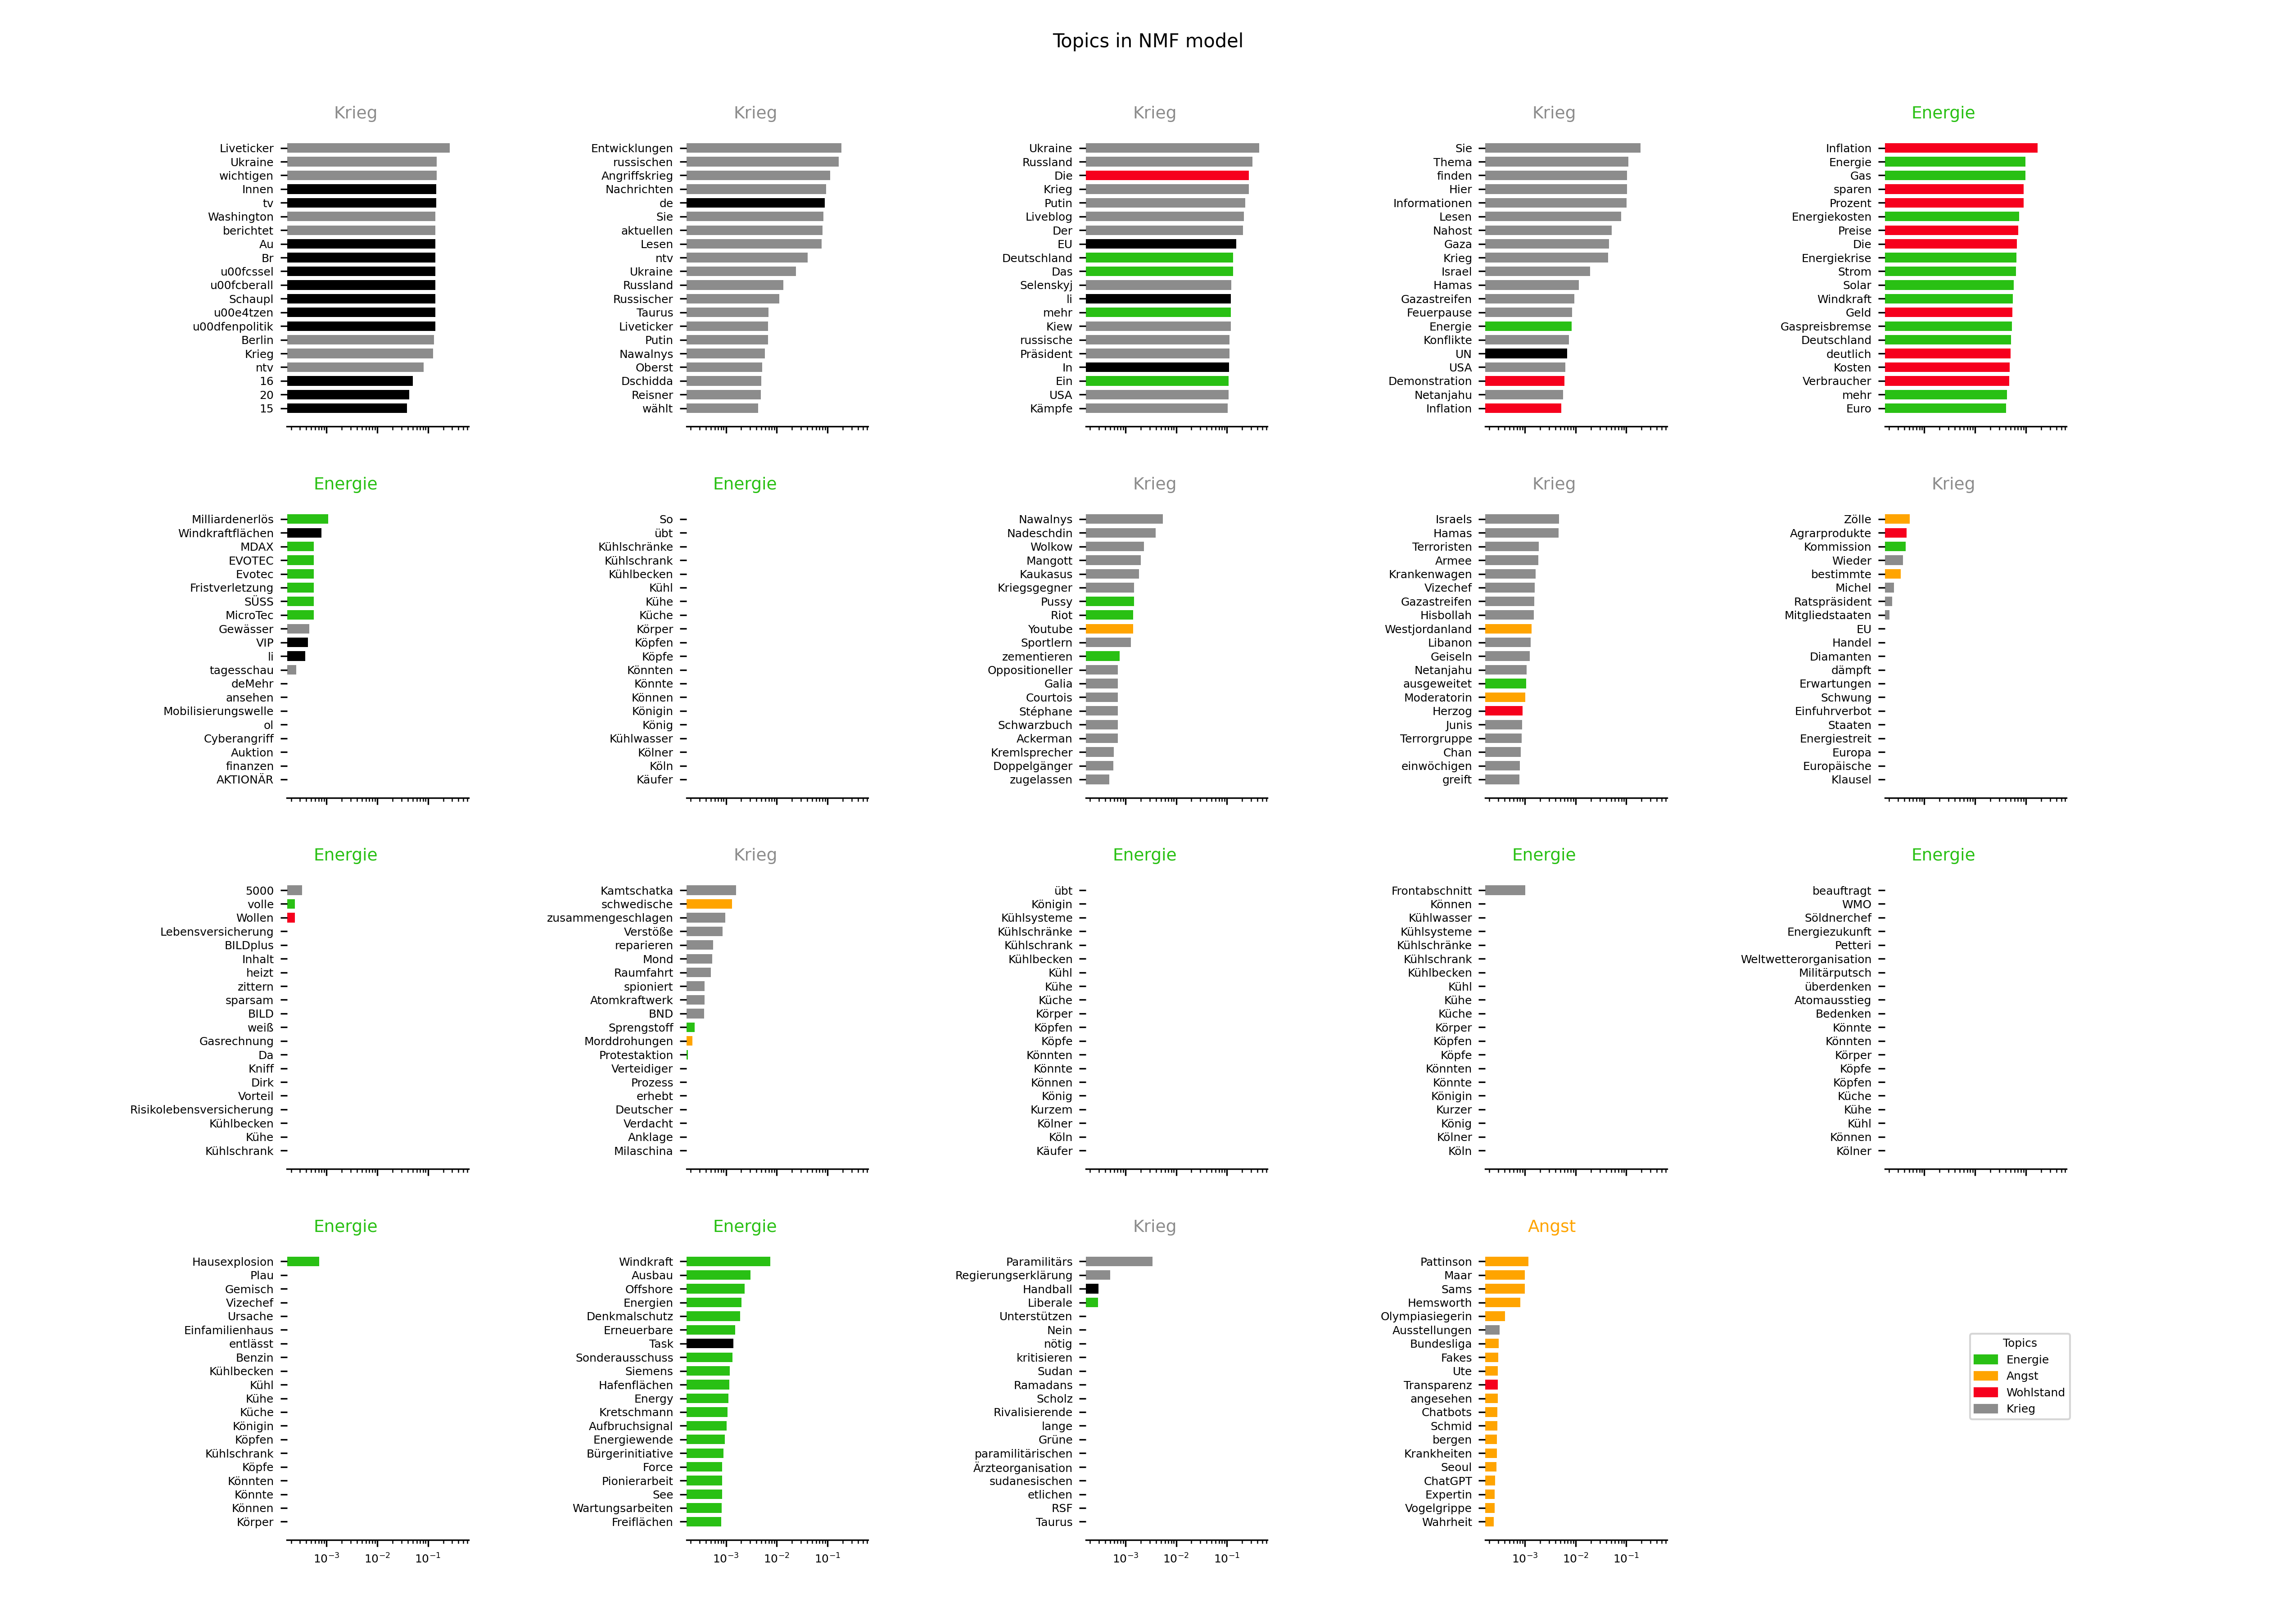 Topics in NMF model
Krieg
Liveticker
Ukraine
wichtigen
Innen
tv
Washington
berichtet
Au
Br
u00fcssel
u00fcberall
Schaupl
u00e4tzen
u00dfenpolitik
Berlin
Krieg
ntv
16
20
15
Krieg
Entwicklungen
russischen
Angriffskrieg
Nachrichten
de
Sie
aktuellen
Lesen
ntv
Ukraine
Russland
Russischer
Taurus
Liveticker
Putin
Nawalnys
Oberst
Dschidda
Reisner
wählt
Krieg
Ukraine
Russland
Die
Krieg
Putin
Liveblog
Der
EU
Deutschland
Das
Selenskyj
li
mehr
Kiew
russische
Präsident
In
Ein
USA
Kämpfe
Krieg
Sie
Thema
finden
Hier
Informationen
Lesen
Nahost
Gaza
Krieg
Israel
Hamas
Gazastreifen
Feuerpause
Energie
Konflikte
UN
USA
Demonstration
Netanjahu
Inflation
Energie
Inflation
Energie
Gas
sparen
Prozent
Energiekosten
Preise
Die
Energiekrise
Strom
Solar
Windkraft
Geld
Gaspreisbremse
Deutschland
deutlich
Kosten
Verbraucher
mehr
Euro
Energie
Milliardenerlös
Windkraftflächen
MDAX
EVOTEC
Evotec
Fristverletzung
SÜSS
MicroTec
Gewässer
VIP
li
tagesschau
deMehr
ansehen
Mobilisierungswelle
ol
Cyberangriff
Auktion
finanzen
AKTIONÄR
Energie
So
übt
Kühlschränke
Kühlschrank
Kühlbecken
Kühl
Kühe
Küche
Körper
Köpfen
Köpfe
Könnten
Könnte
Können
Königin
König
Kühlwasser
Kölner
Köln
Käufer
Krieg
Nawalnys
Nadeschdin
Wolkow
Mangott
Kaukasus
Kriegsgegner
Pussy
Riot
Youtube
Sportlern
zementieren
Oppositioneller
Galia
Courtois
Stéphane
Schwarzbuch
Ackerman
Kremlsprecher
Doppelgänger
zugelassen
Krieg
Israels
Hamas
Terroristen
Armee
Krankenwagen
Vizechef
Gazastreifen
Hisbollah
Westjordanland
Libanon
Geiseln
Netanjahu
ausgeweitet
Moderatorin
Herzog
Junis
Terrorgruppe
Chan
einwöchigen
greift
Krieg
Zölle
Agrarprodukte
Kommission
Wieder
bestimmte
Michel
Ratspräsident
Mitgliedstaaten
EU
Handel
Diamanten
dämpft
Erwartungen
Schwung
Einfuhrverbot
Staaten
Energiestreit
Europa
Europäische
Klausel
Energie
5000
volle
Wollen
Lebensversicherung
BILDplus
Inhalt
heizt
zittern
sparsam
BILD
weiß
Gasrechnung
Da
Kniff
Dirk
Vorteil
Risikolebensversicherung
Kühlbecken
Kühe
Kühlschrank
Krieg
Kamtschatka
schwedische
zusammengeschlagen
Verstöße
reparieren
Mond
Raumfahrt
spioniert
Atomkraftwerk
BND
Sprengstoff
Morddrohungen
Protestaktion
Verteidiger
Prozess
erhebt
Deutscher
Verdacht
Anklage
Milaschina
Energie
übt
Königin
Kühlsysteme
Kühlschränke
Kühlschrank
Kühlbecken
Kühl
Kühe
Küche
Körper
Köpfen
Köpfe
Könnten
Könnte
Können
König
Kurzem
Kölner
Köln
Käufer
Energie
Frontabschnitt
Können
Kühlwasser
Kühlsysteme
Kühlschränke
Kühlschrank
Kühlbecken
Kühl
Kühe
Küche
Körper
Köpfen
Köpfe
Könnten
Könnte
Königin
Kurzer
König
Kölner
Köln
Energie
beauftragt
WMO
Söldnerchef
Energiezukunft
Petteri
Weltwetterorganisation
Militärputsch
überdenken
Atomausstieg
Bedenken
Könnte
Könnten
Körper
Köpfe
Köpfen
Küche
Kühe
Kühl
Können
Kölner
Energie
Hausexplosion
Plau
Gemisch
Vizechef
Ursache
Einfamilienhaus
entlässt
Benzin
Kühlbecken
Kühl
Kühe
Küche
Königin
Köpfen
Kühlschrank
Köpfe
Könnten
Könnte
Können
Körper
10⁻³ 10⁻² 10⁻¹
Energie
Windkraft
Ausbau
Offshore
Energien
Denkmalschutz
Erneuerbare
Task
Sonderausschuss
Siemens
Hafenflächen
Energy
Kretschmann
Aufbruchsignal
Energiewende
Bürgerinitiative
Force
Pionierarbeit
See
Wartungsarbeiten
Freiflächen
10⁻³ 10⁻² 10⁻¹
Krieg
Paramilitärs
Regierungserklärung
Handball
Liberale
Unterstützen
Nein
nötig
kritisieren
Sudan
Ramadans
Scholz
Rivalisierende
lange
Grüne
paramilitärischen
Ärzteorganisation
sudanesischen
etlichen
RSF
Taurus
10⁻³ 10⁻² 10⁻¹
Angst
Pattinson
Maar
Sams
Hemsworth
Olympiasiegerin
Ausstellungen
Bundesliga
Fakes
Ute
Transparenz
angesehen
Chatbots
Schmid
bergen
Krankheiten
Seoul
ChatGPT
Expertin
Vogelgrippe
Wahrheit
10⁻³ 10⁻² 10⁻¹
Topics
Energie
Angst
Wohlstand
Krieg